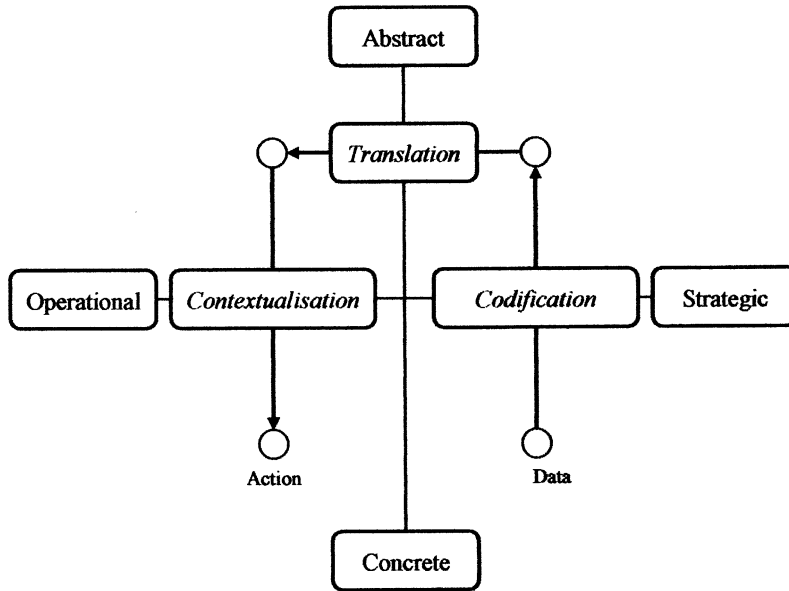 Abstract
Translation
Operational
Contextualisation
Codification
Strategic
Action
Data
Concrete